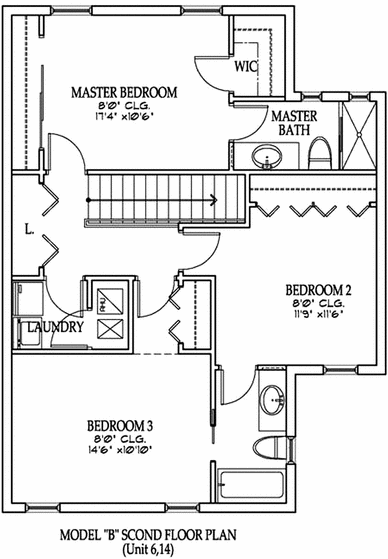 WIC
MASTER BEDROOM
8'0" CLG.
17'4" x10'6"
MASTER
BATH
L.
BEDROOM 2
8'0" CLG.
11'9" x11'6"
AHU
LAUNDRY
BEDROOM 3
8'0" CLG.
14'6" x10'10"
MODEL "B" SCOND FLOOR PLAN
(Unit 6,14)